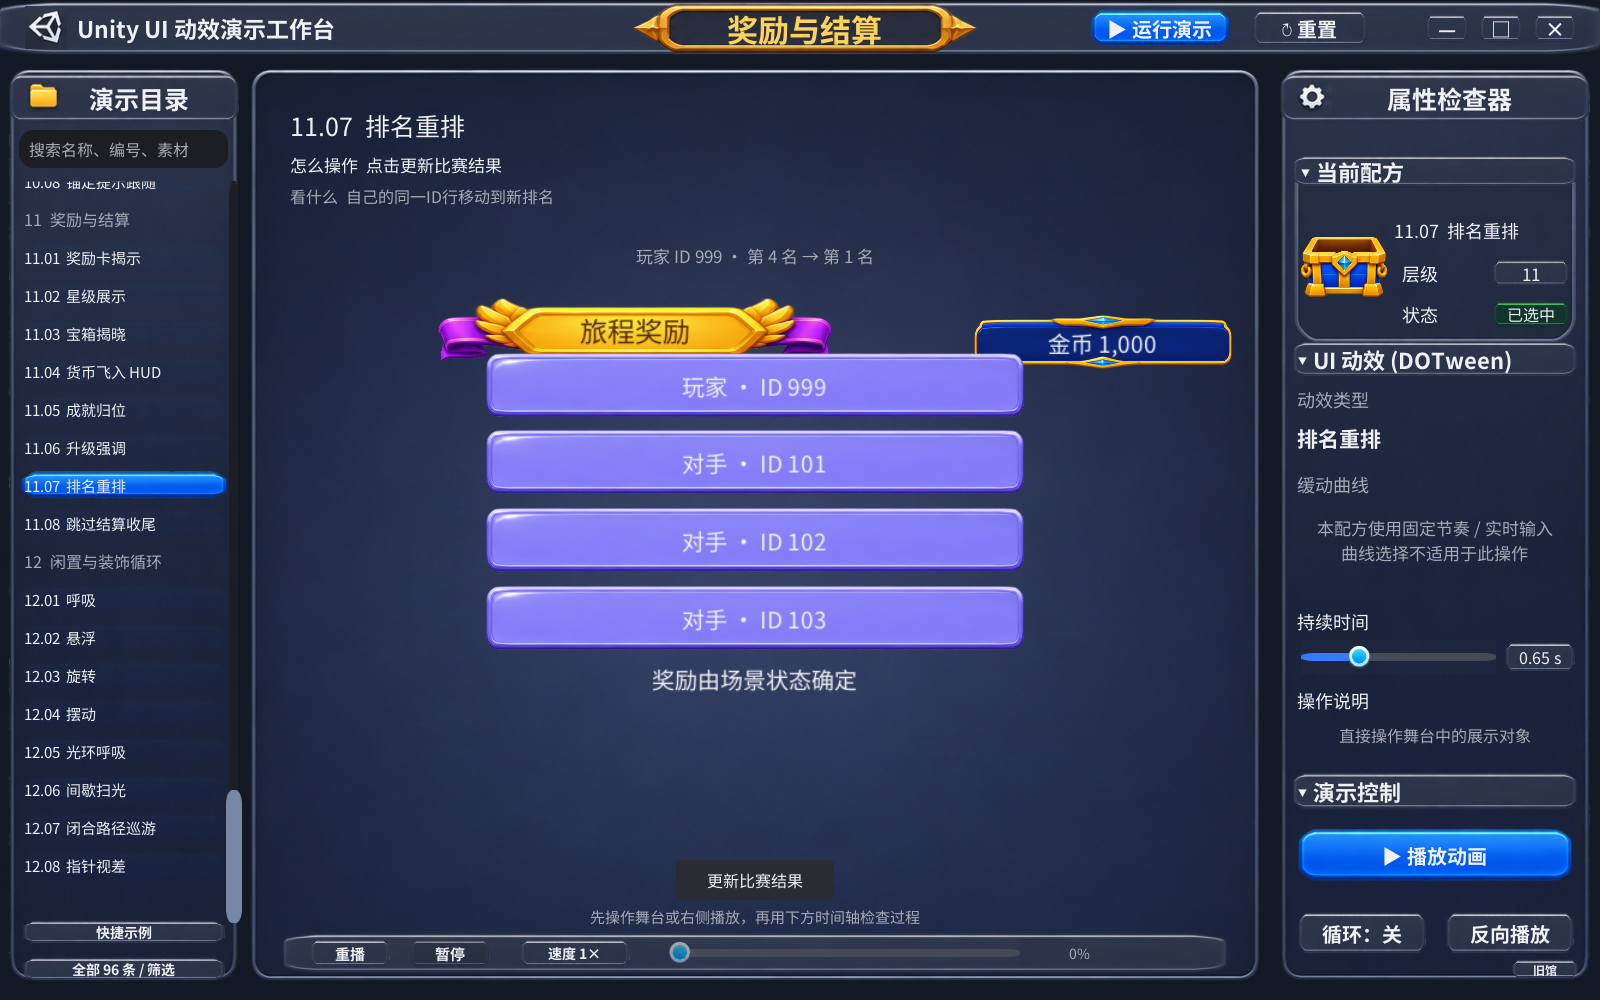 Unity UI 动效演示工作台
奖励与结算
▶ 运行演示
↻ 重置
演示目录
搜索名称、编号、素材
10.08 锚定提示跟随
11 奖励与结算
11.01 奖励卡揭示
11.02 星级展示
11.03 宝箱揭晓
11.04 货币飞入 HUD
11.05 成就归位
11.06 升级强调
11.07 排名重排
11.08 跳过结算收尾
12 闲置与装饰循环
12.01 呼吸
12.02 悬浮
12.03 旋转
12.04 摆动
12.05 光环呼吸
12.06 间歇扫光
12.07 闭合路径巡游
12.08 指针视差
快捷示例
全部 96 条 / 筛选
11.07 排名重排
怎么操作 点击更新比赛结果
看什么 自己的同一ID行移动到新排名
玩家 ID 999 · 第 4 名 → 第 1 名
旅程奖励
金币 1,000
玩家 · ID 999
对手 · ID 101
对手 · ID 102
对手 · ID 103
奖励由场景状态确定
更新比赛结果
先操作舞台或右侧播放，再用下方时间轴检查过程
重播
暂停
速度 1×
0%
属性检查器
▼ 当前配方
11.07 排名重排
层级
11
状态
已选中
▼ UI 动效 (DOTween)
动效类型
排名重排
缓动曲线
本配方使用固定节奏 / 实时输入
曲线选择不适用于此操作
持续时间
0.65 s
操作说明
直接操作舞台中的展示对象
▼ 演示控制
▶ 播放动画
循环：关
反向播放
旧馆